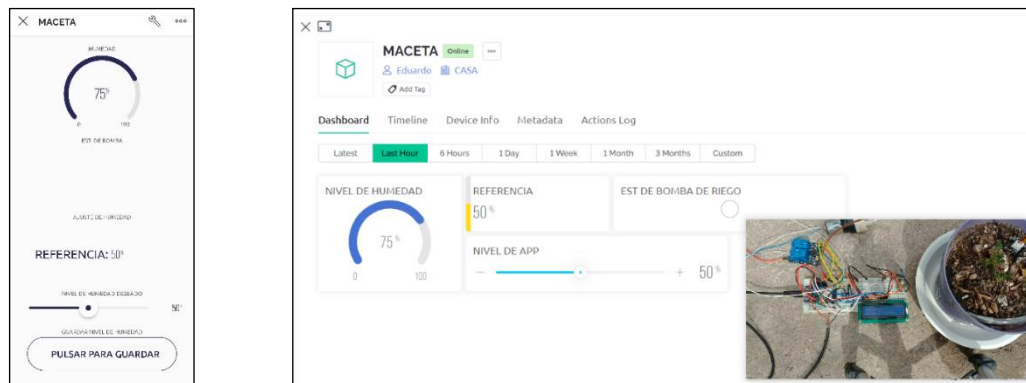 MACETA
HUMEDAD
75%
0 100
EST DE BOMBA
AJUSTE DE HUMEDAD
REFERENCIA: 50%
NIVEL DE HUMEDAD DESEADO
50%
GUARDAR NIVEL DE HUMEDAD
PULSAR PARA GUARDAR
MACETA Online
Eduardo CASA
Add Tag
Dashboard Timeline Device Info Metadata Actions Log
Latest Last Hour 6 Hours 1 Day 1 Week 1 Month 3 Months Custom
NIVEL DE HUMEDAD
75%
0 100
REFERENCIA
50%
EST DE BOMBA DE RIEGO
NIVEL DE APP
50%